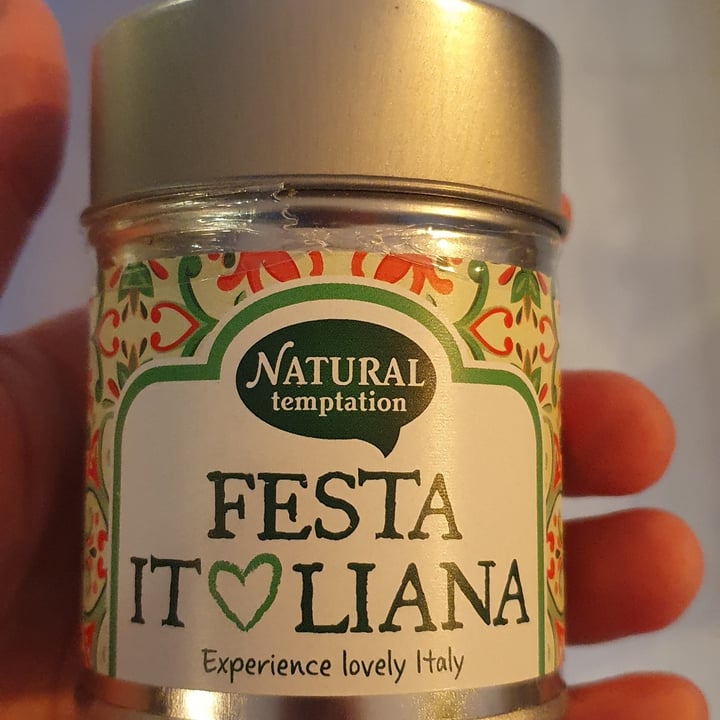 NATURAL
temptation
FESTA
IT♡LIANA
Experience lovely Italy